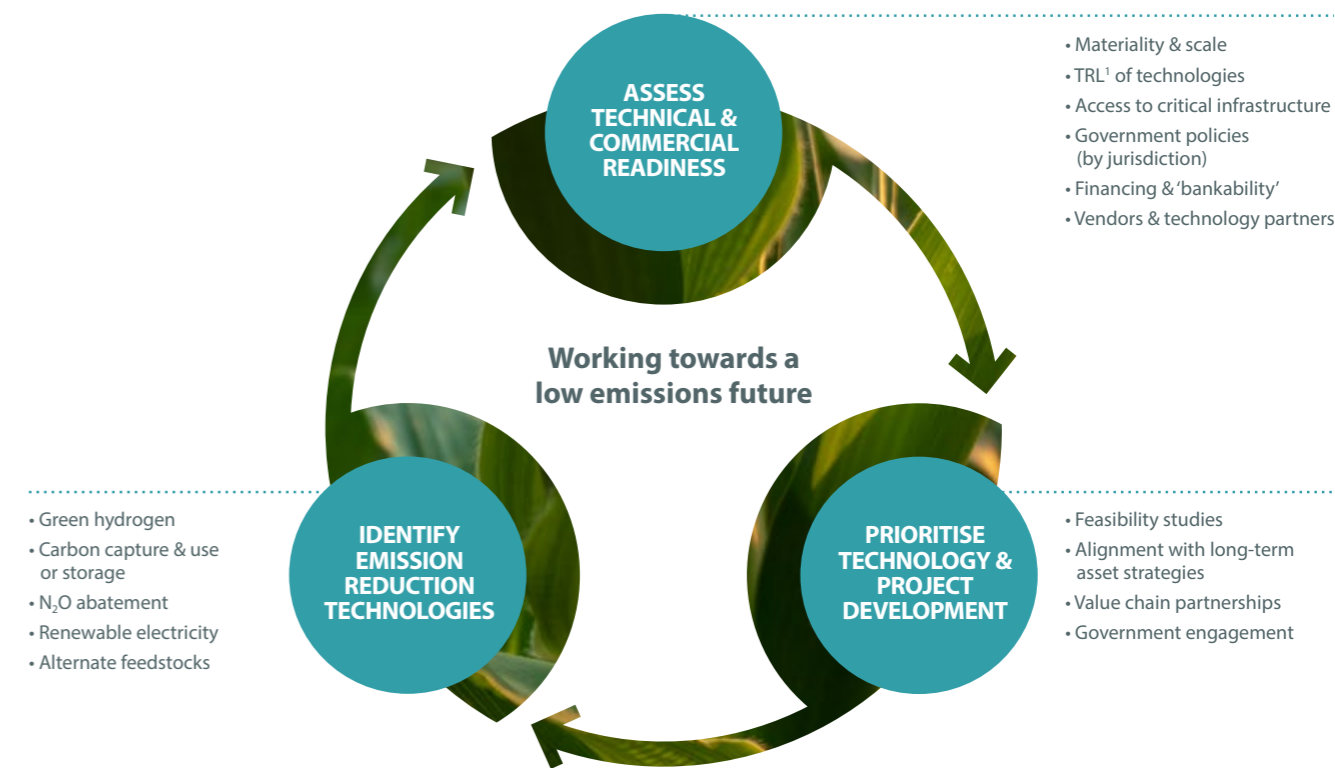 ASSESS
TECHNICAL &
COMMERCIAL
READINESS
• Materiality & scale
• TRL¹ of technologies
• Access to critical infrastructure
• Government policies
(by jurisdiction)
• Financing & ‘bankability’
• Vendors & technology partners
Working towards a
low emissions future
IDENTIFY
EMISSION
REDUCTION
TECHNOLOGIES
• Green hydrogen
• Carbon capture & use
or storage
• N₂O abatement
• Renewable electricity
• Alternate feedstocks
PRIORITISE
TECHNOLOGY &
PROJECT
DEVELOPMENT
• Feasibility studies
• Alignment with long-term
asset strategies
• Value chain partnerships
• Government engagement